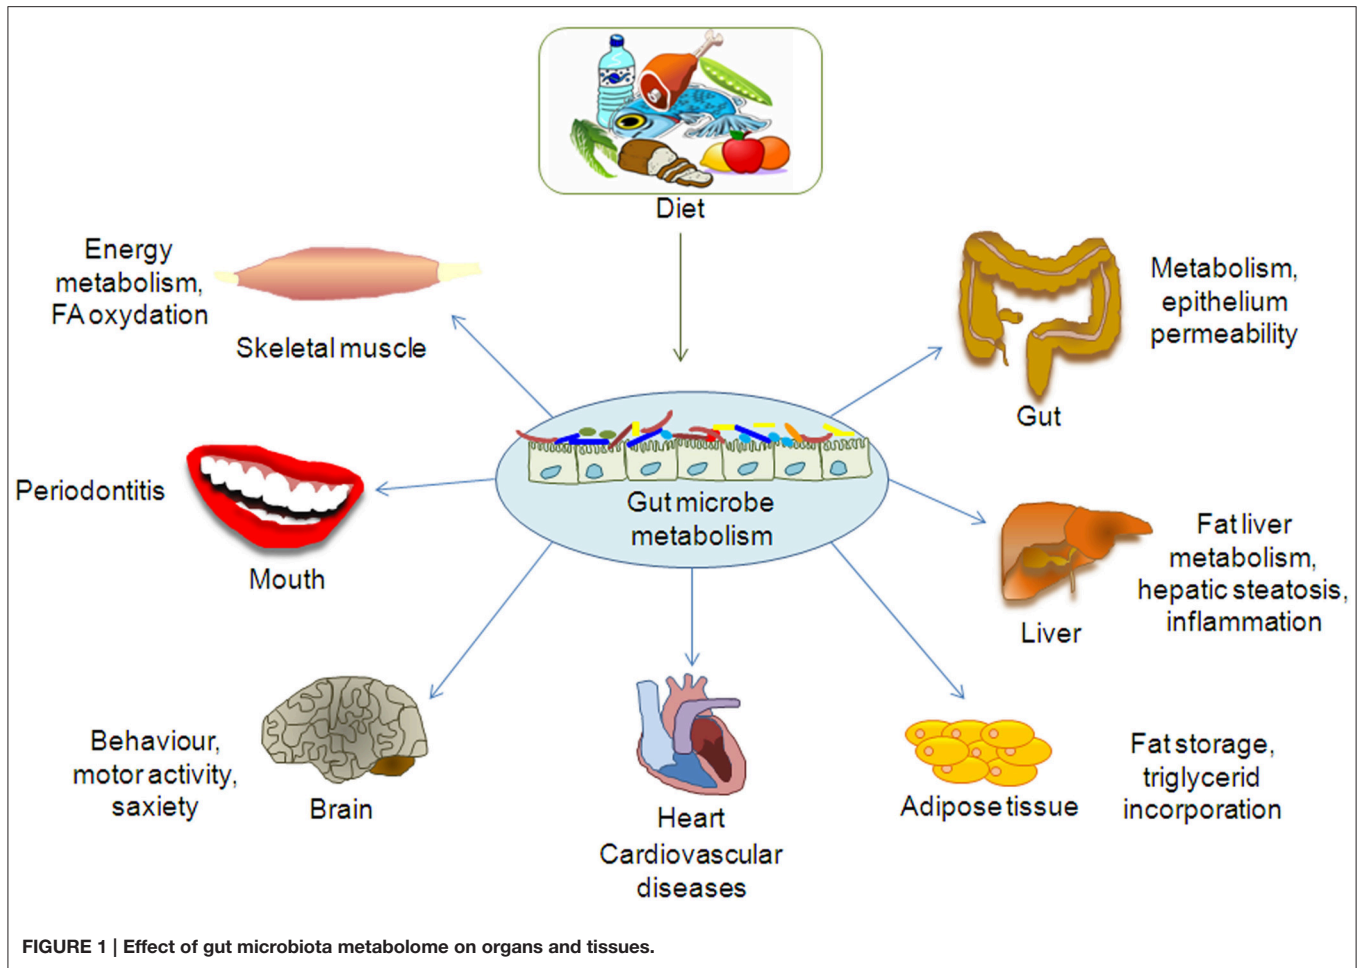 Diet
Energy
metabolism,
FA oxydation
Skeletal muscle
Metabolism,
epithelium
permeability
Gut
Periodontitis
Mouth
Gut microbe
metabolism
Fat liver
metabolism,
hepatic steatosis,
inflammation
Liver
Behaviour,
motor activity,
saxiety
Brain
Heart
Cardiovascular
diseases
Adipose tissue
Fat storage,
triglycerid
incorporation
FIGURE 1 | Effect of gut microbiota metabolome on organs and tissues.